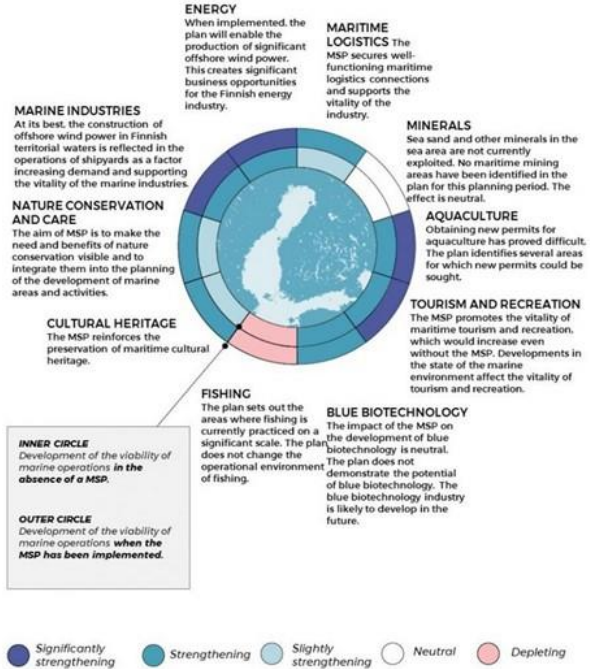 ENERGY
When implemented, the
plan will enable the
production of significant
offshore wind power.
This creates significant
business opportunities
for the Finnish energy
industry.
MARITIME
LOGISTICS The
MSP secures well-
functioning maritime
logistics connections
and supports the
vitality of the
industry.
MINERALS
Sea sand and other minerals in the
sea area are not currently
exploited. No maritime mining
areas have been identified in the
plan for this planning period. The
effect is neutral.
AQUACULTURE
Obtaining new permits for
aquaculture has proved difficult.
The plan identifies several areas
for which new permits could be
sought.
TOURISM AND RECREATION
The MSP promotes the vitality of
maritime tourism and recreation,
which would increase even
without the MSP. Developments in
the state of the marine
environment affect the vitality of
tourism and recreation.
BLUE BIOTECHNOLOGY
The impact of the MSP on
the development of blue
biotechnology is neutral.
The plan does not
demonstrate the potential
of blue biotechnology. The
blue biotechnology industry
is likely to develop in the
future.
FISHING
The plan sets out the
areas where fishing is
currently practiced on a
significant scale. The plan
does not change the
operational environment
of fishing.
CULTURAL HERITAGE
The MSP reinforces the
preservation of maritime cultural
heritage.
NATURE CONSERVATION
AND CARE
The aim of MSP is to make the
need and benefits of nature
conservation visible and to
integrate them into the planning
of the development of marine
areas and activities.
MARINE INDUSTRIES
At its best, the construction of
offshore wind power in Finnish
territorial waters is reflected in the
operations of shipyards as a factor
increasing demand and supporting
the vitality of the marine industries.
INNER CIRCLE
Development of the viability of
marine operations in the
absence of a MSP.
OUTER CIRCLE
Development of the viability of
marine operations when the
MSP has been implemented.
Significantly
strengthening
Strengthening
Slightly
strengthening
Neutral
Depleting